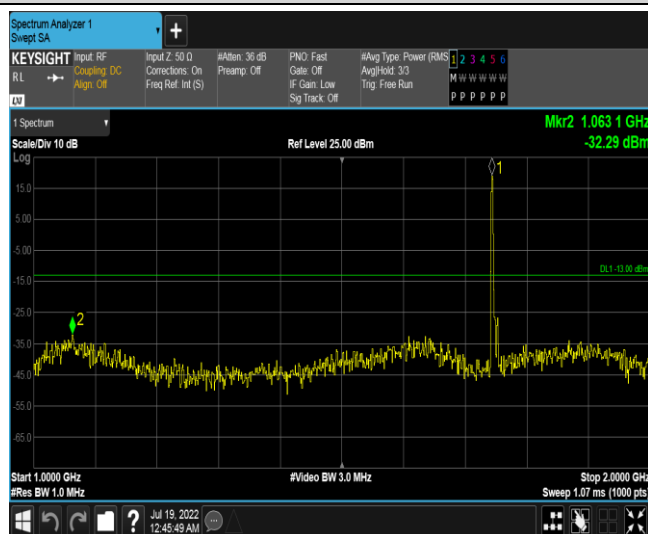 Spectrum Analyzer 1
Swept SA
+
KEYSIGHT Input: RF Input Z: 50 Ω #Atten: 36 dB PNO: Fast #Avg Type: Power (RMS 1 2 3 4 5 6
RL Coupling: DC Corrections: On Preamp: Off Gate: Off Avg|Hold: 3/3 M W W W W W
Align: Off Freq Ref: Int (S) IF Gain: Low Trig: Free Run
Sig Track: Off P P P P P P
LXI
1 Spectrum Mkr2 1.063 1 GHz
Scale/Div 10 dB Ref Level 25.00 dBm -32.29 dBm
Log
1
15.0
5.00
-5.00
DL1 -13.00 dBm
-15.0
-25.0
2
-35.0
-45.0
-55.0
-65.0
Start 1.0000 GHz #Video BW 3.0 MHz Stop 2.0000 GHz
#Res BW 1.0 MHz Sweep 1.07 ms (1000 pts)
? Jul 19, 2022
12:45:49 AM